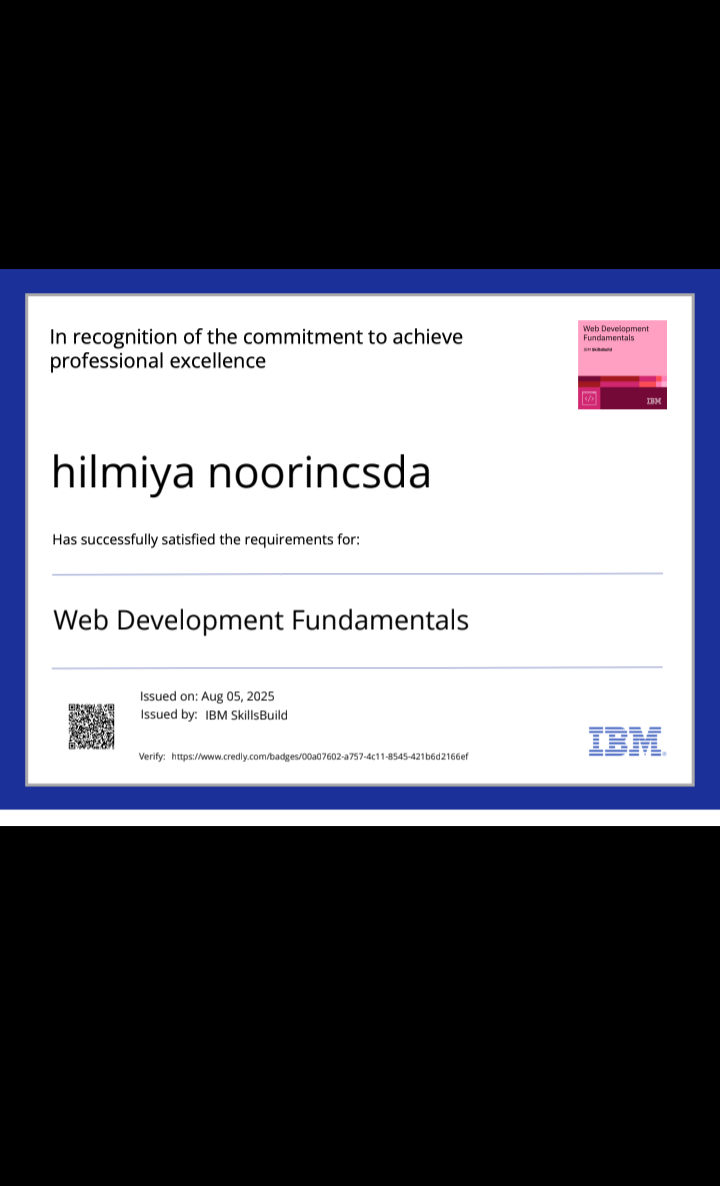 In recognition of the commitment to achieve
professional excellence
Web Development
Fundamentals
IBM SkillsBuild
</>
IBM
hilmiya noorincsda
Has successfully satisfied the requirements for:
Web Development Fundamentals
Issued on: Aug 05, 2025
Issued by: IBM SkillsBuild
Verify: https://www.credly.com/badges/00a07602-a757-4c11-8545-421b6d2166ef
IBM.